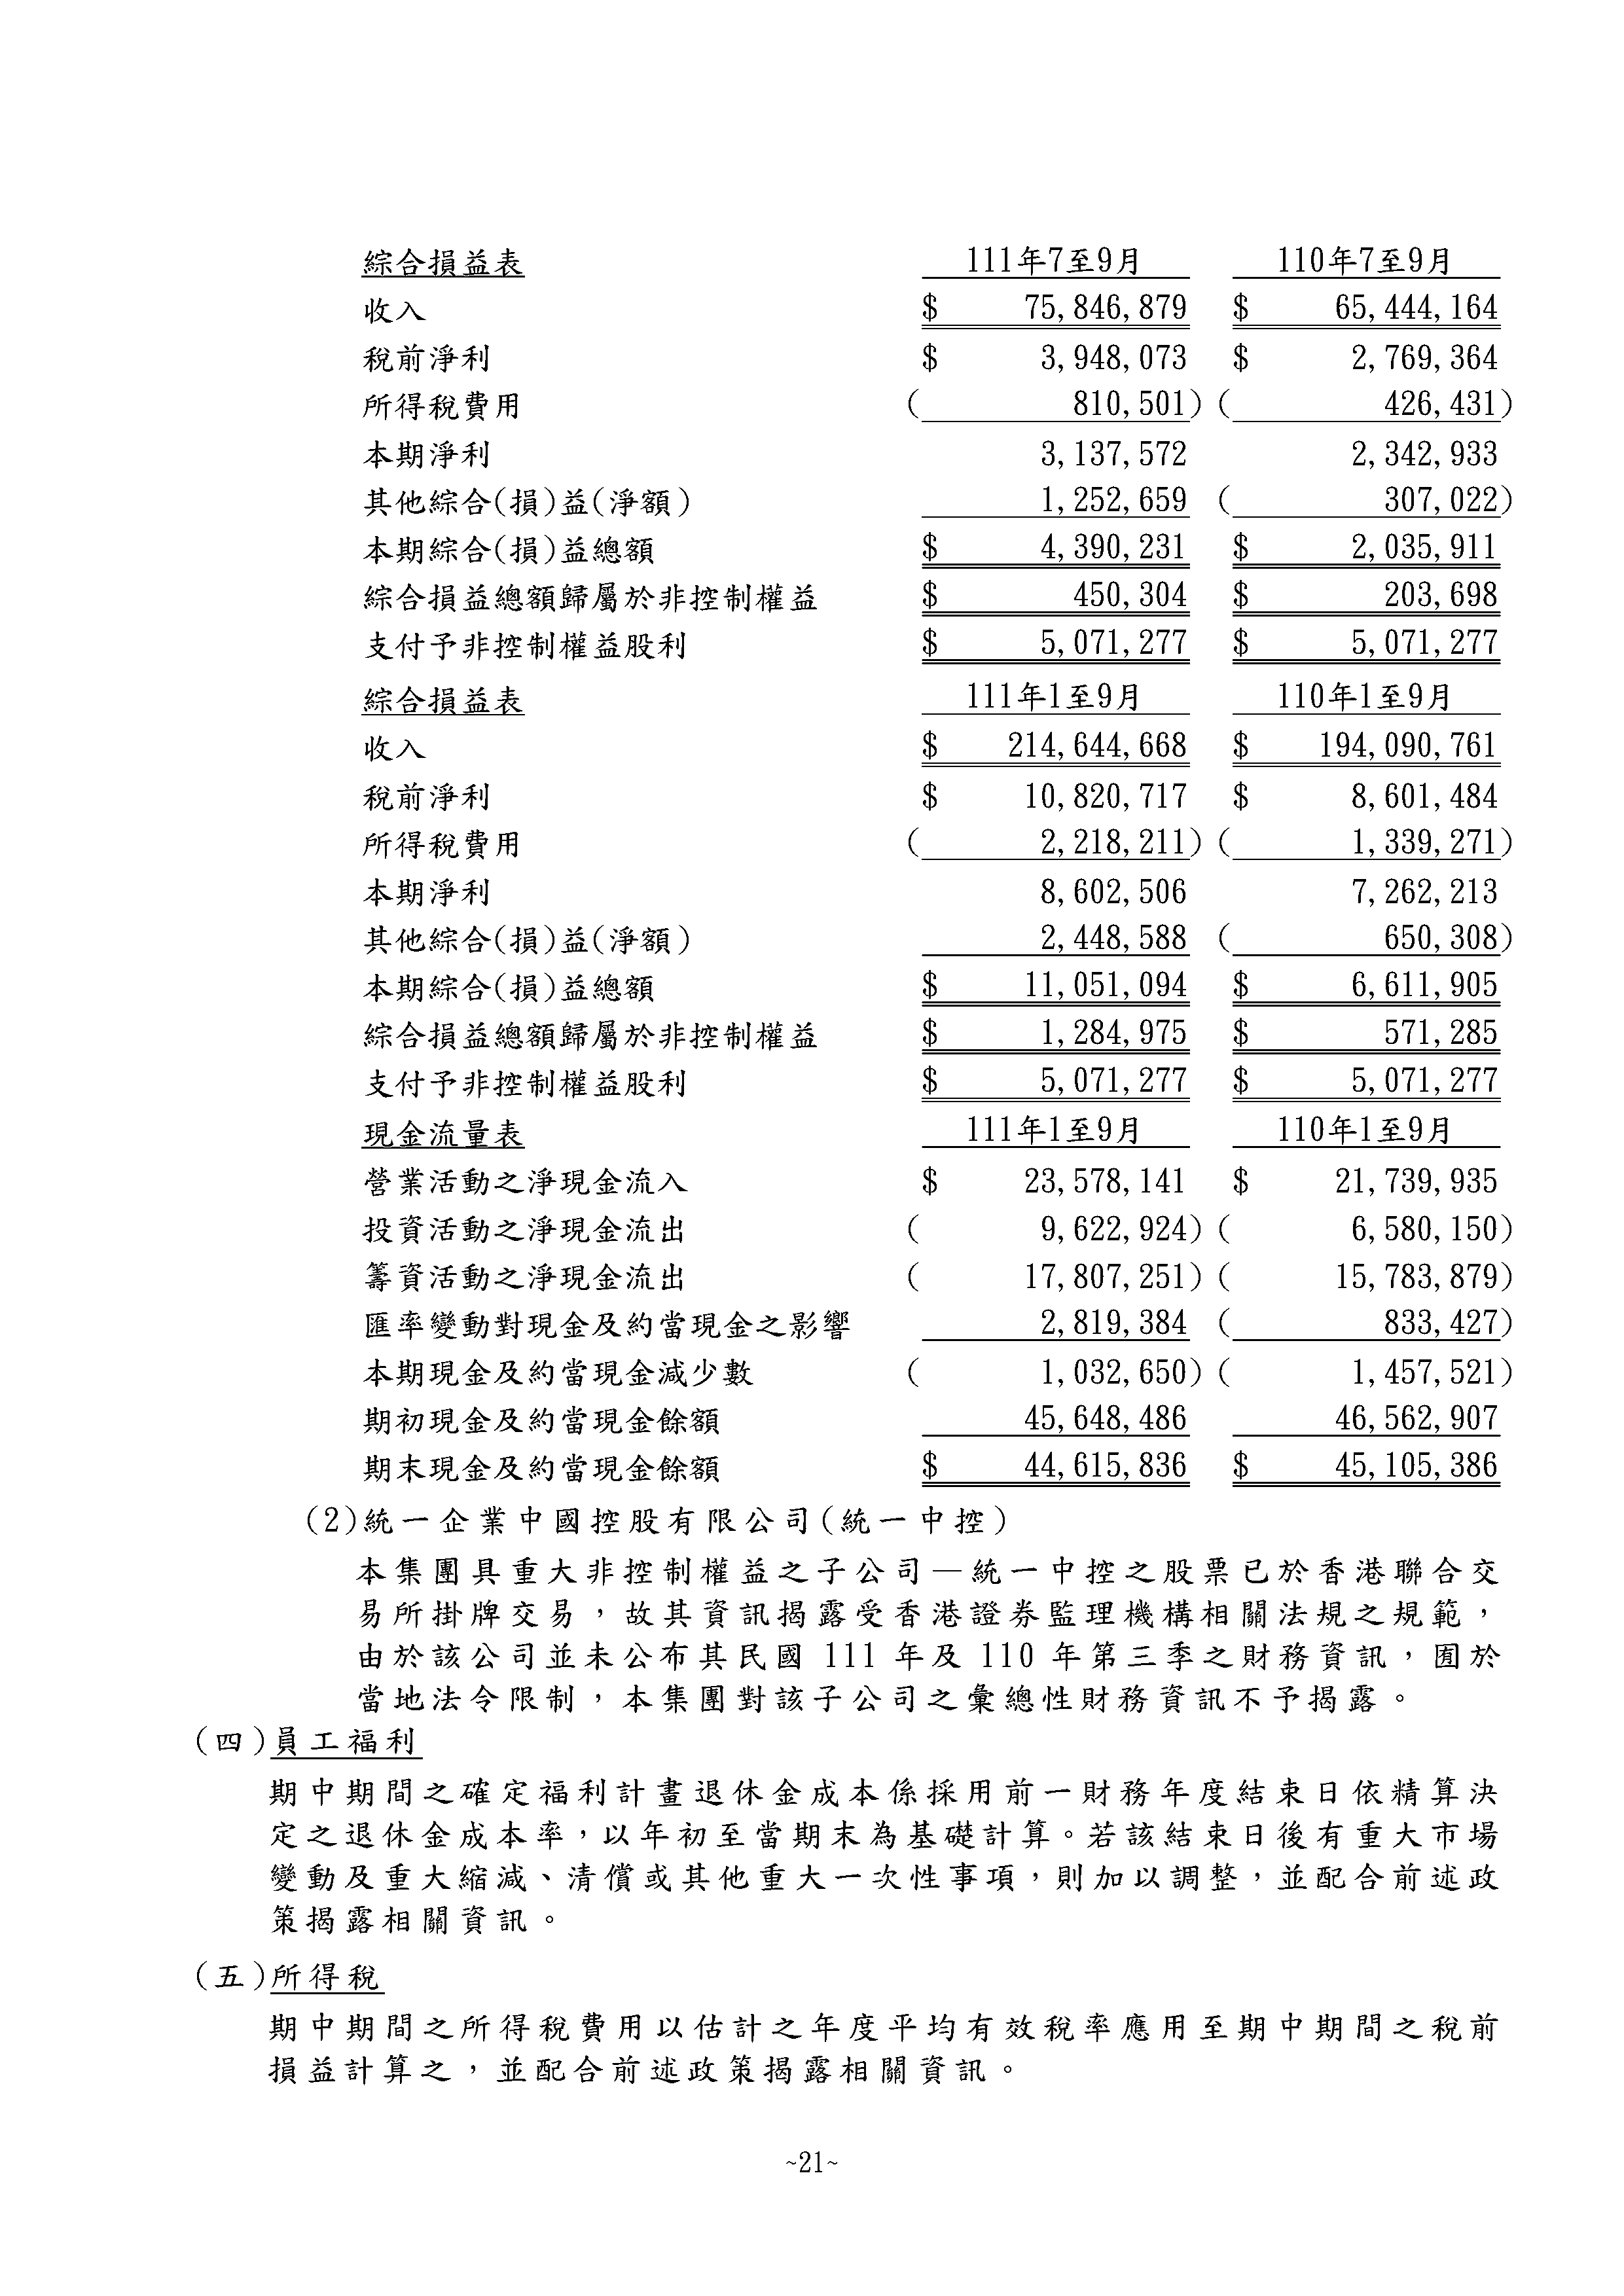 綜合損益表 111年7至9月 110年7至9月
收入 $ 75,846,879 $ 65,444,164
稅前淨利 $ 3,948,073 $ 2,769,364
所得稅費用 ( 810,501) ( 426,431)
本期淨利 3,137,572 2,342,933
其他綜合(損)益(淨額) 1,252,659 ( 307,022)
本期綜合(損)益總額 $ 4,390,231 $ 2,035,911
綜合損益總額歸屬於非控制權益 $ 450,304 $ 203,698
支付予非控制權益股利 $ 5,071,277 $ 5,071,277
綜合損益表 111年1至9月 110年1至9月
收入 $ 214,644,668 $ 194,090,761
稅前淨利 $ 10,820,717 $ 8,601,484
所得稅費用 ( 2,218,211) ( 1,339,271)
本期淨利 8,602,506 7,262,213
其他綜合(損)益(淨額) 2,448,588 ( 650,308)
本期綜合(損)益總額 $ 11,051,094 $ 6,611,905
綜合損益總額歸屬於非控制權益 $ 1,284,975 $ 571,285
支付予非控制權益股利 $ 5,071,277 $ 5,071,277
現金流量表 111年1至9月 110年1至9月
營業活動之淨現金流入 $ 23,578,141 $ 21,739,935
投資活動之淨現金流出 ( 9,622,924) ( 6,580,150)
籌資活動之淨現金流出 ( 17,807,251) ( 15,783,879)
匯率變動對現金及約當現金之影響 2,819,384 ( 833,427)
本期現金及約當現金減少數 ( 1,032,650) ( 1,457,521)
期初現金及約當現金餘額 45,648,486 46,562,907
期末現金及約當現金餘額 $ 44,615,836 $ 45,105,386
(2)統一企業中國控股有限公司(統一中控)
本集團具重大非控制權益之子公司—統一中控之股票已於香港聯合交
易所掛牌交易，故其資訊揭露受香港證券監理機構相關法規之規範，
由於該公司並未公布其民國 111 年及 110 年第三季之財務資訊，囿於
當地法令限制，本集團對該子公司之彙總性財務資訊不予揭露。
(四)員工福利
期中期間之確定福利計畫退休金成本係採用前一財務年度結束日依精算決
定之退休金成本率，以年初至當期末為基礎計算。若該結束日後有重大市場
變動及重大縮減、清償或其他重大一次性事項，則加以調整，並配合前述政
策揭露相關資訊。
(五)所得稅
期中期間之所得稅費用以估計之年度平均有效稅率應用至期中期間之稅前
損益計算之，並配合前述政策揭露相關資訊。
~21~